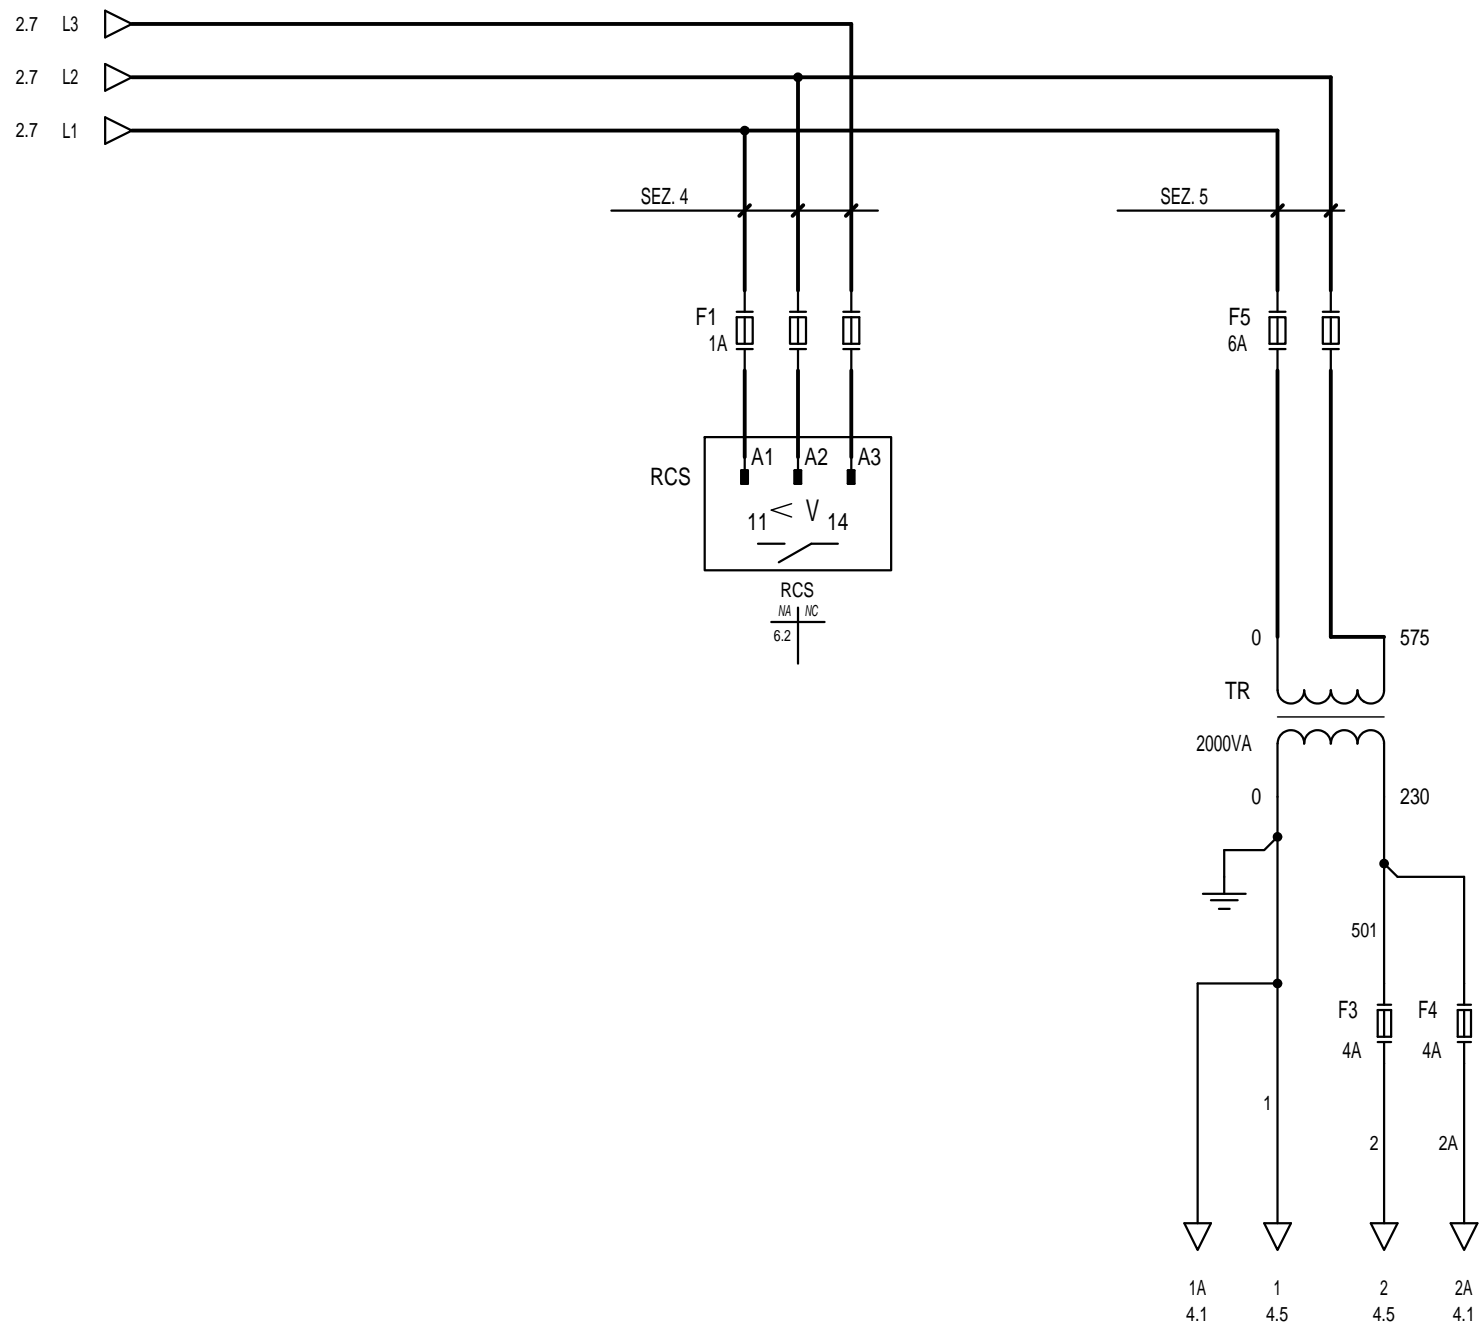 2.7 L3
2.7 L2
2.7 L1
SEZ. 4
SEZ. 5
F1
1A
F5
6A
RCS
A1 A2 A3
11 < V 14
RCS
NA NC
6.2
0 575
TR
2000VA
0 230
501
F3 F4
4A 4A
1
2 2A
1A 1 2 2A
4.1 4.5 4.5 4.1